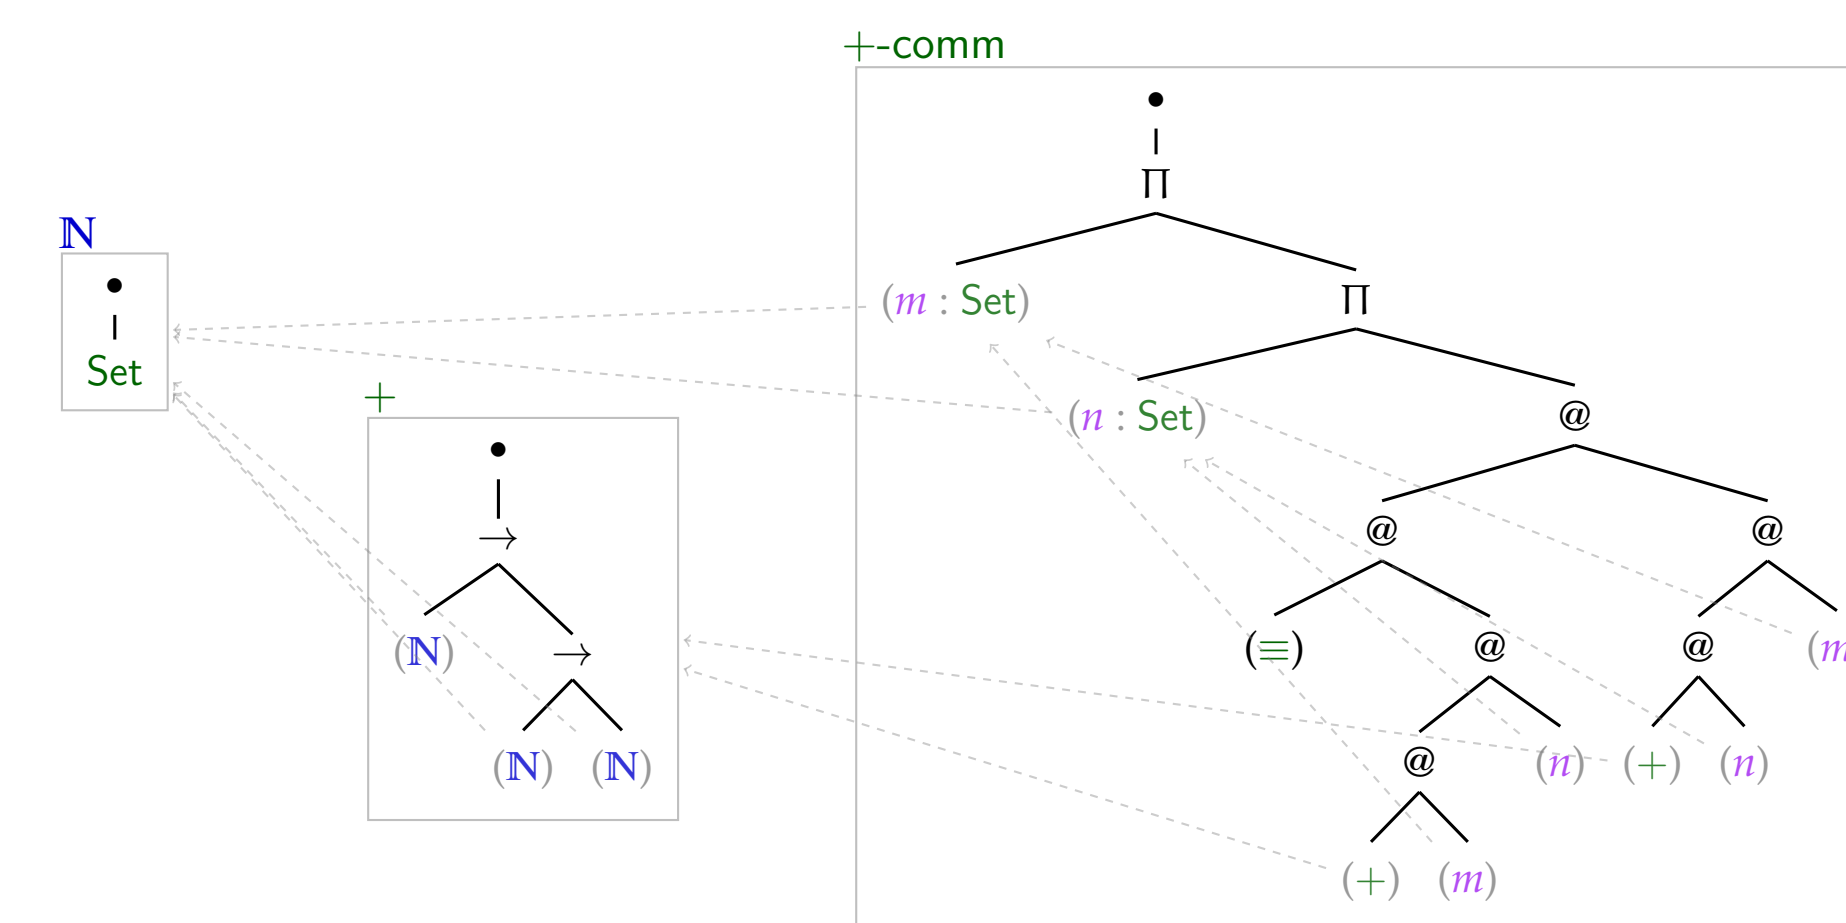 +-comm
•
∏
ℕ
•
Set
(m : Set)
∏
+
•
→
(ℕ)
→
(ℕ) (ℕ)
(n : Set)
@
@ @
(≡) @ @ (m
@ (n) (+) (n)
(+) (m)